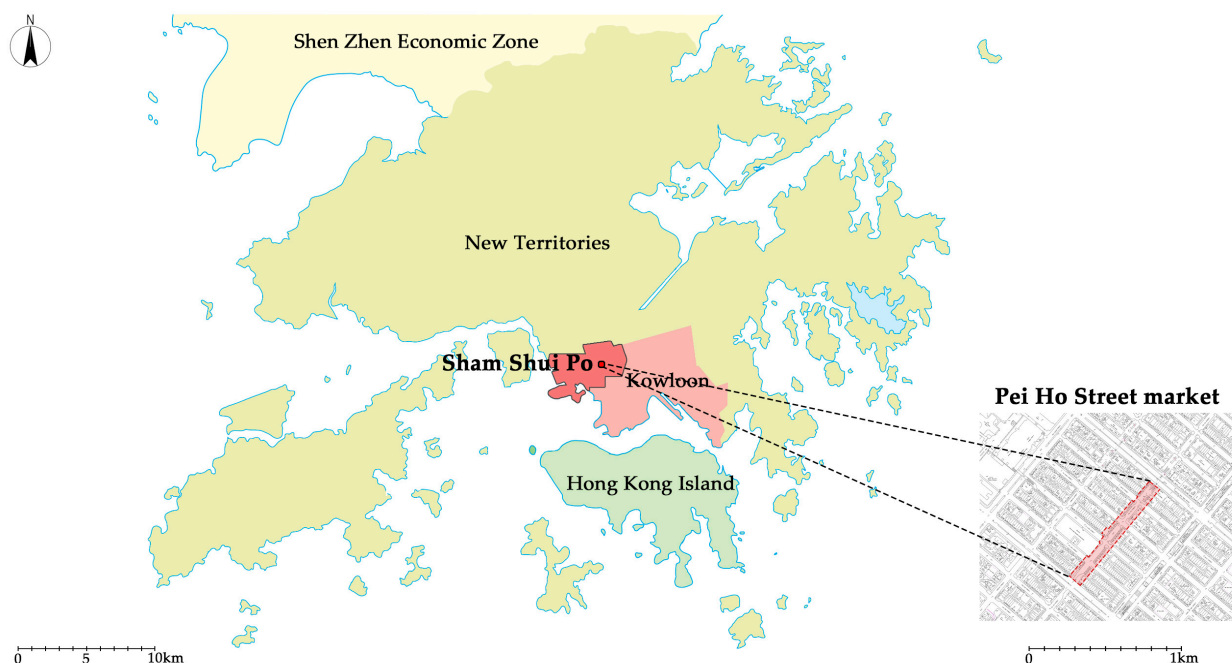 N
Shen Zhen Economic Zone
New Territories
Sham Shui Po
Kowloon
Pei Ho Street market
Hong Kong Island
0 5 10km
0 1km